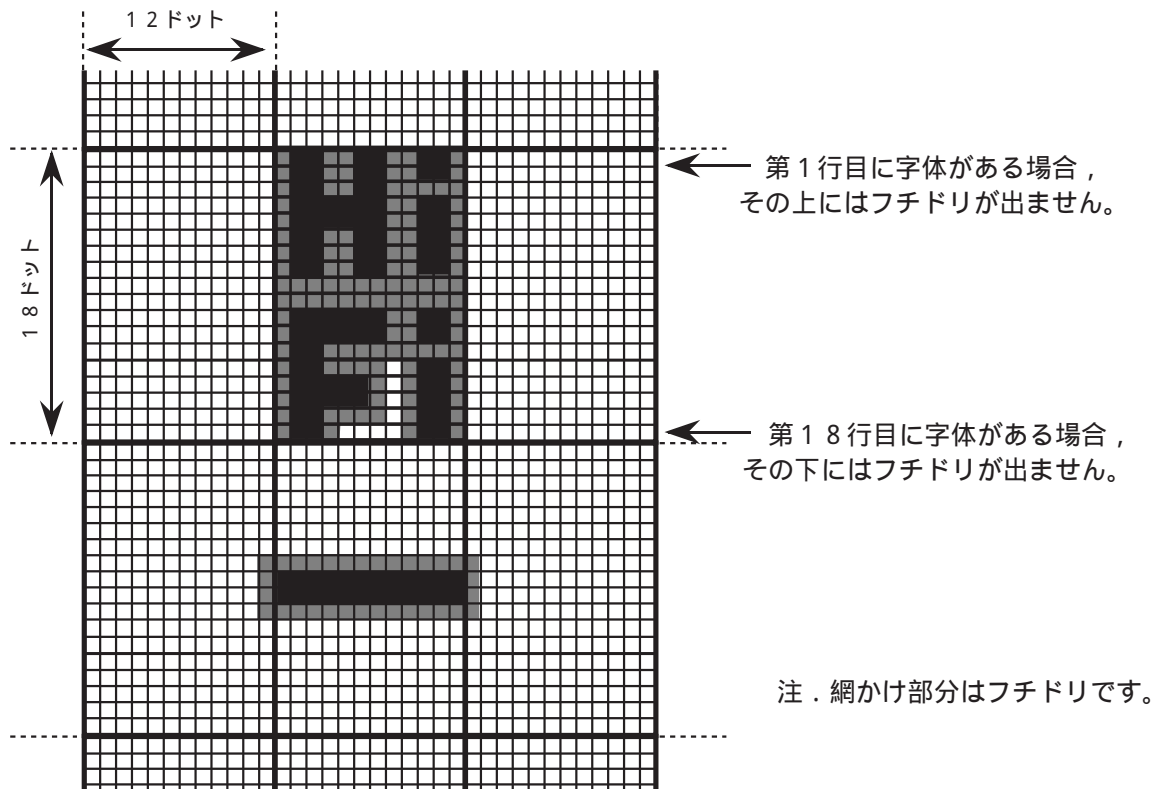 12ドット
18ドット
Hi
Fi
第1行目に字体がある場合，
その上にはフチドリが出ません。
第18行目に字体がある場合，
その下にはフチドリが出ません。
注．網かけ部分はフチドリです。